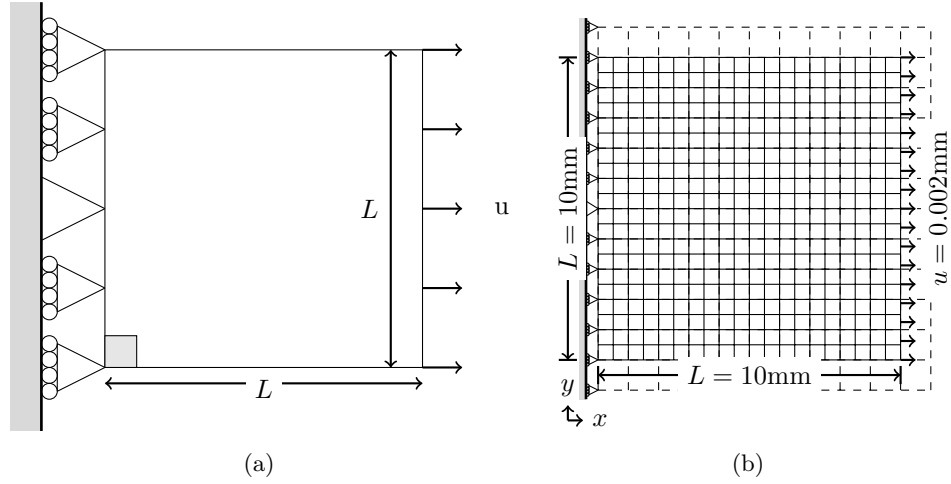 L
u
L
(a)
L = 10mm
u = 0.002mm
L = 10mm
y
x
(b)